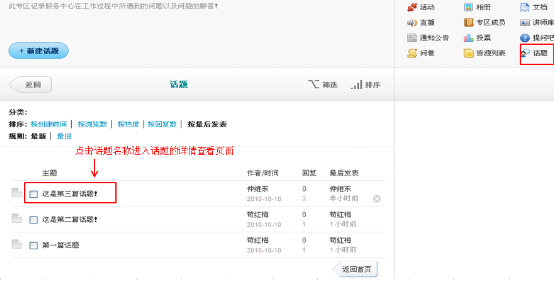 此专区记录服务中心在工作过程中所遇到的问题以及问题的解答!
+ 新建话题
活动 相册 文档
直播 专区成员 讲师库
通知公告 投票 提问吧
问卷 资源列表 话题
返回 话题 筛选 排序
分类:
排序: 按创建时间 | 按浏览数 | 按热度 | 按回复数 | 按最后发表
规则: 最新 | 最旧
点击话题名称进入话题的详情查看页面
主题 作者/时间 回复 最后发表
这是第三篇话题! 仲维东 0 仲维东
2010-10-10 3 半小时前
这是第二篇话题! 苟红梅 0 苟红梅
2010-10-10 1 1小时前
第一篇话题 苟红梅 0 苟红梅
2010-10-10 1 1小时前
返回首页